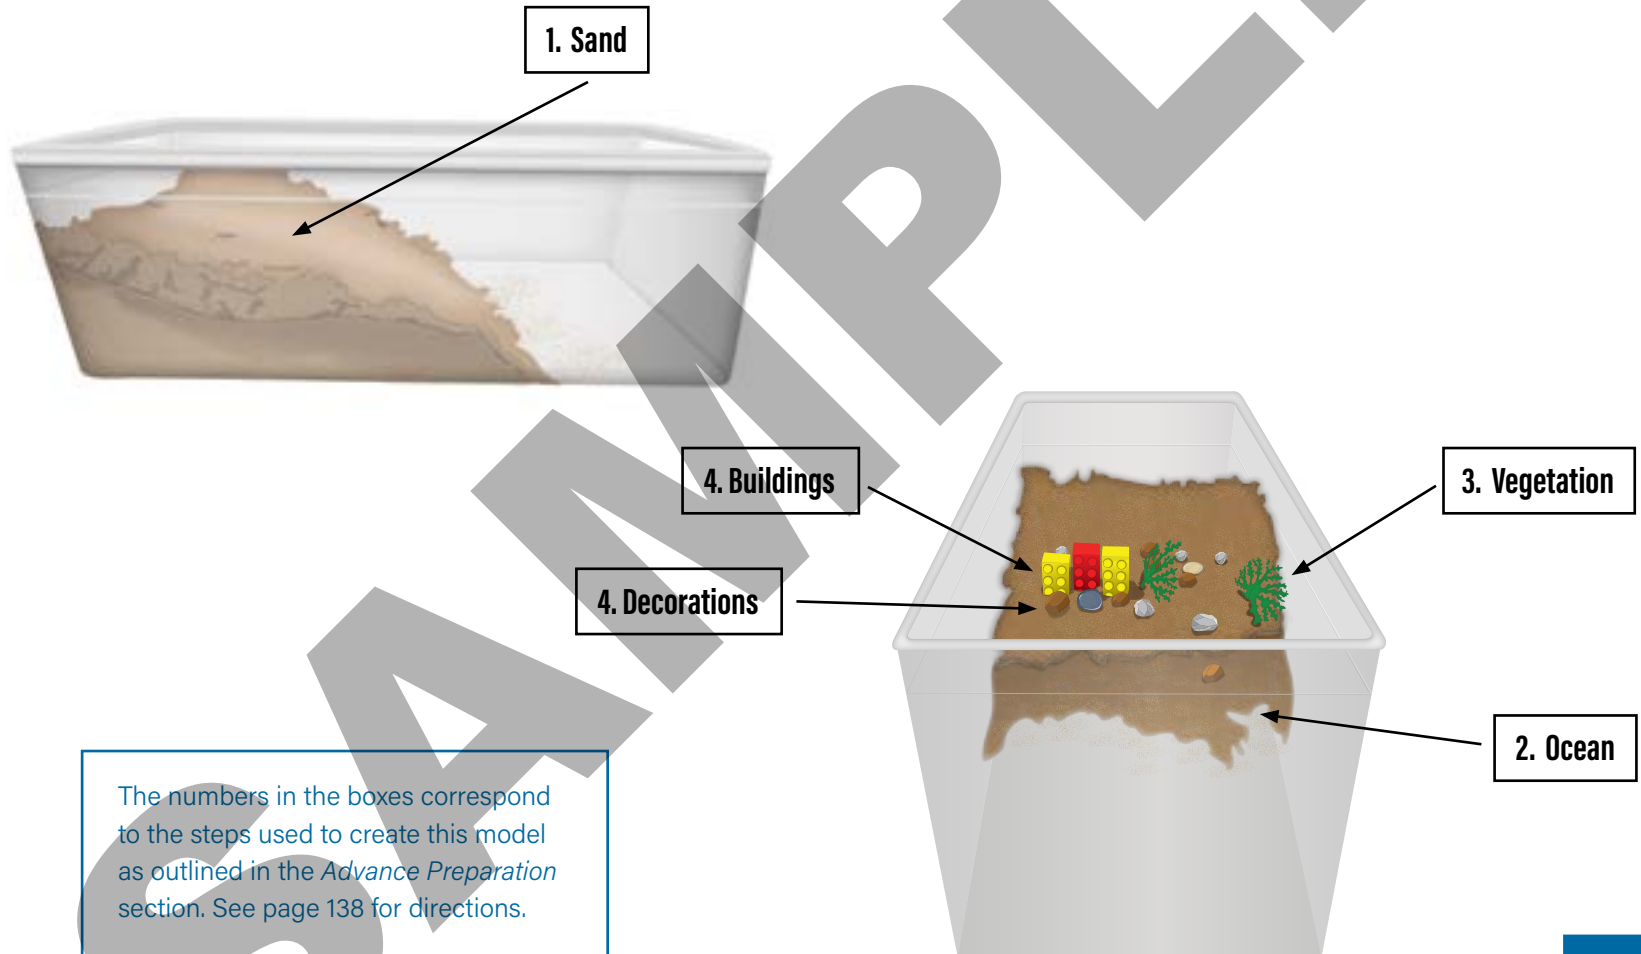 1. Sand
4. Buildings
3. Vegetation
4. Decorations
2. Ocean
The numbers in the boxes correspond
to the steps used to create this model
as outlined in the Advance Preparation
section. See page 138 for directions.
SAMPLE